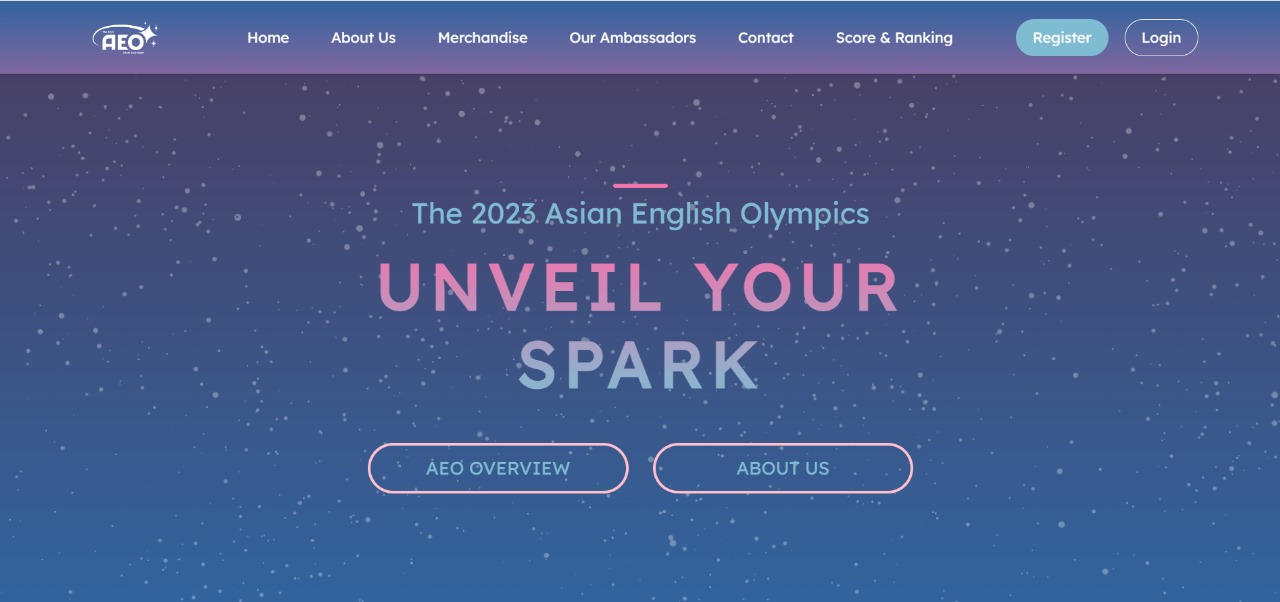 AEO
Home
About Us
Merchandise
Our Ambassadors
Contact
Score & Ranking
Register
Login
The 2023 Asian English Olympics
UNVEIL YOUR
SPARK
AEO OVERVIEW
ABOUT US